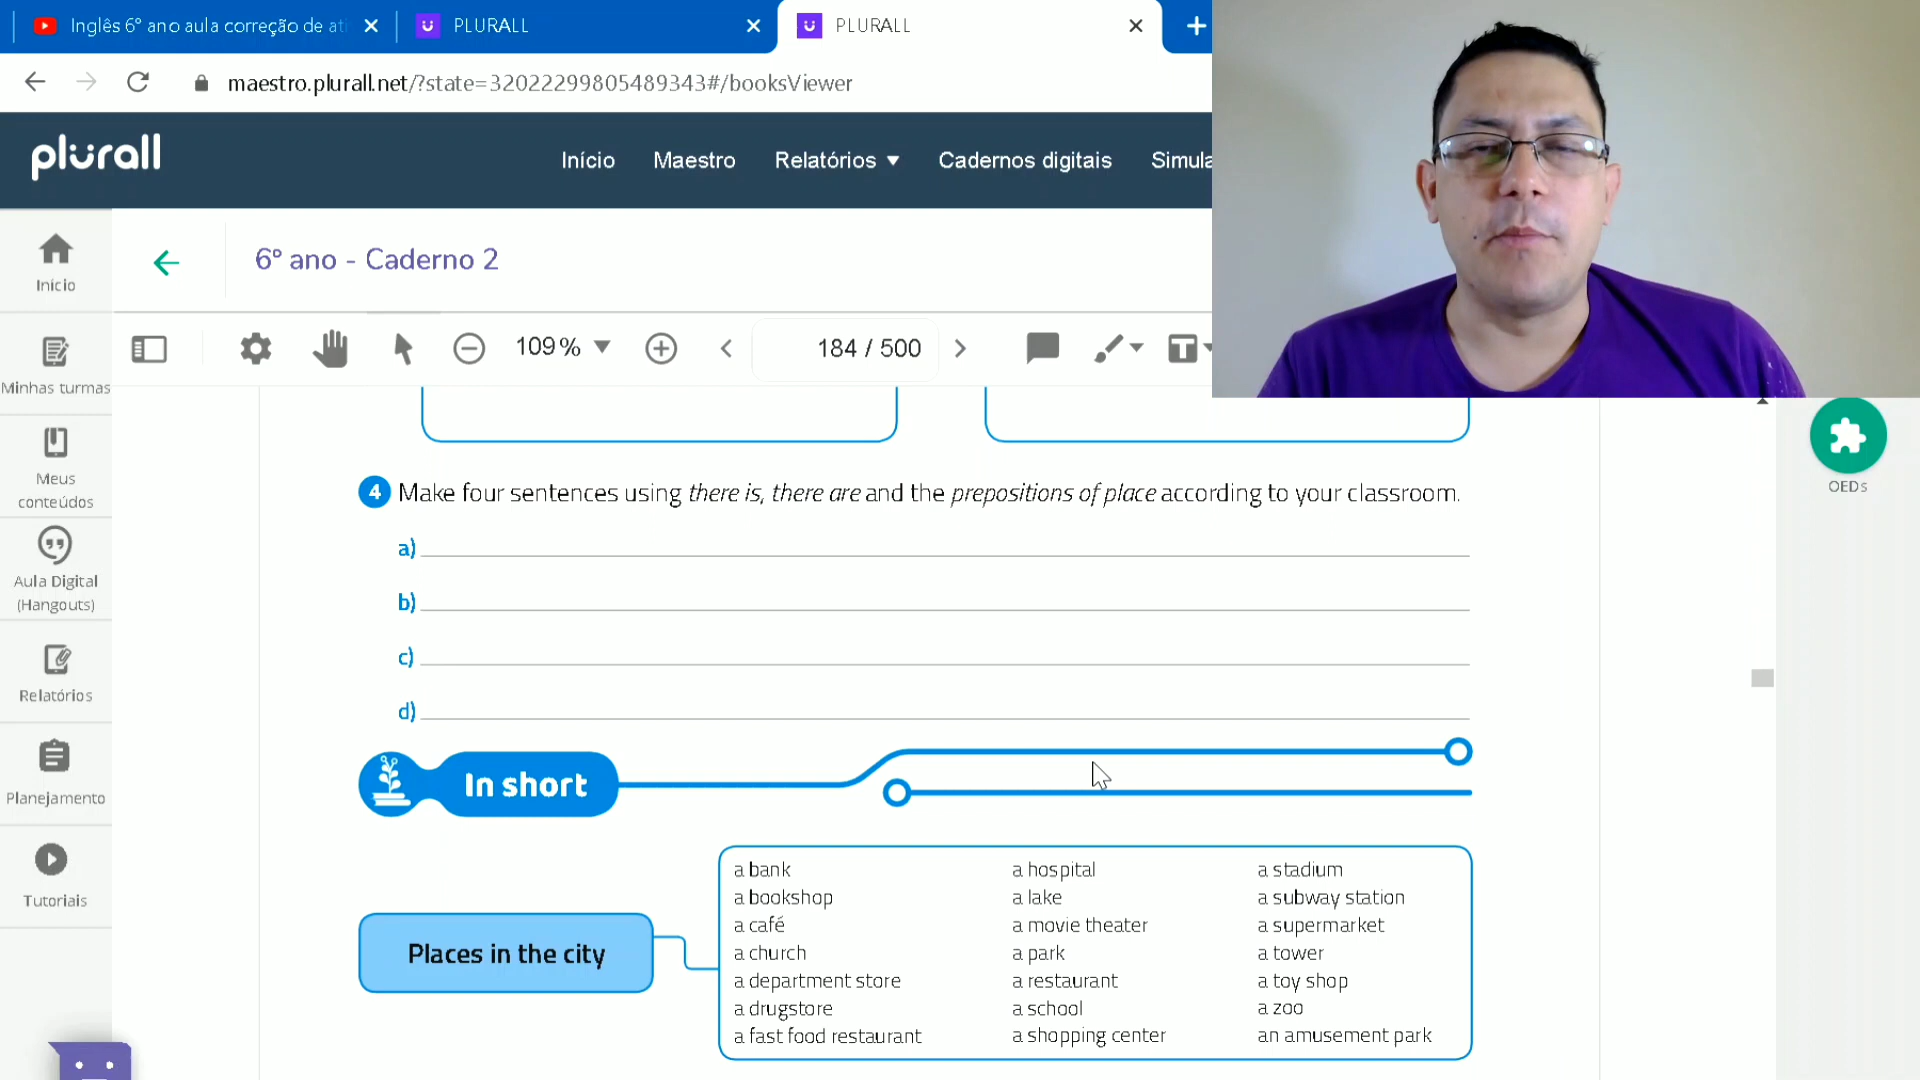 Inglês 6° ano aula correção de ati
PLURALL
PLURALL
maestro.plurall.net/?state=32022299805489343#/booksViewer
plurall
Início
Maestro
Relatórios
Cadernos digitais
Simula
Início
6º ano - Caderno 2
Minhas turmas
109%
184 / 500
T
Meus
conteúdos
OEDs
4 Make four sentences using there is, there are and the prepositions of place according to your classroom.
a)
b)
c)
d)
Aula Digital
(Hangouts)
Relatórios
Planejamento
Tutoriais
In short
Places in the city
a bank
a bookshop
a café
a church
a department store
a drugstore
a fast food restaurant
a hospital
a lake
a movie theater
a park
a restaurant
a school
a shopping center
a stadium
a subway station
a supermarket
a tower
a toy shop
a zoo
an amusement park